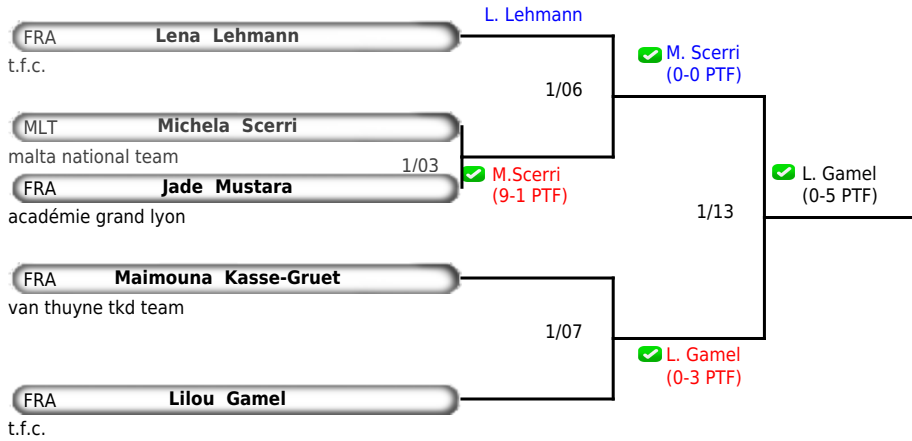 L. Lehmann
FRA Lena Lehmann
t.f.c.
M. Scerri
(0-0 PTF)
1/06
MLT Michela Scerri
malta national team
1/03
M.Scerri
(9-1 PTF)
FRA Jade Mustara
académie grand lyon
L. Gamel
(0-5 PTF)
1/13
FRA Maimouna Kasse-Gruet
van thuyne tkd team
1/07
L. Gamel
(0-3 PTF)
FRA Lilou Gamel
t.f.c.